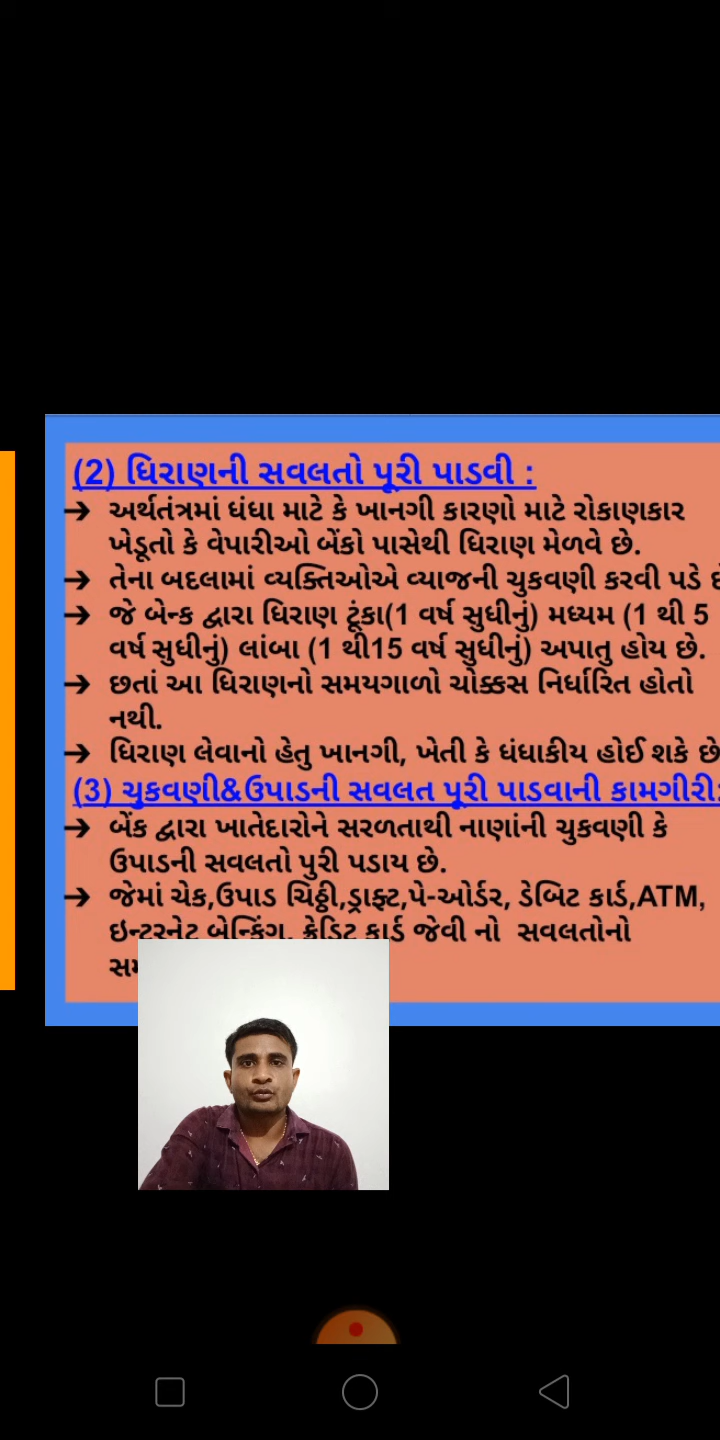 (2) ધિરાણની સવલતો પૂરી પાડવી :
➔ અર્થતંત્રમાં ધંધા માટે કે ખાનગી કારણો માટે રોકાણકાર
ખેડૂતો કે વેપારીઓ બેંકો પાસેથી ધિરાણ મેળવે છે.
➔ તેના બદલામાં વ્યક્તિઓએ વ્યાજની ચુકવણી કરવી પડે
➔ જે બેન્ક દ્વારા ધિરાણ ટૂંકા(1 વર્ષ સુધીનું) મધ્યમ (1 થી 5
વર્ષ સુધીનું) લાંબા (1 થી15 વર્ષ સુધીનું) અપાતુ હોય છે.
➔ છતાં આ ધિરાણનો સમયગાળો ચોક્કસ નિર્ધારિત હોતો
નથી.
➔ ધિરાણ લેવાનો હેતુ ખાનગી, ખેતી કે ધંધાકીય હોઈ શકે છે
(3) ચુકવણી&ઉપાડની સવલત પૂરી પાડવાની કામગીરી:
➔ બેંક દ્વારા ખાતેદારોને સરળતાથી નાણાંની ચુકવણી કે
ઉપાડની સવલતો પુરી પડાય છે.
➔ જેમાં ચેક,ઉપાડ ચિઠ્ઠી,ડ્રાફ્ટ,પે-ઓર્ડર, ડેબિટ કાર્ડ,ATM,
ઇન્ટરનેટ બેન્કિંગ, ક્રેડિટ કાર્ડ જેવી નો સવલતોનો